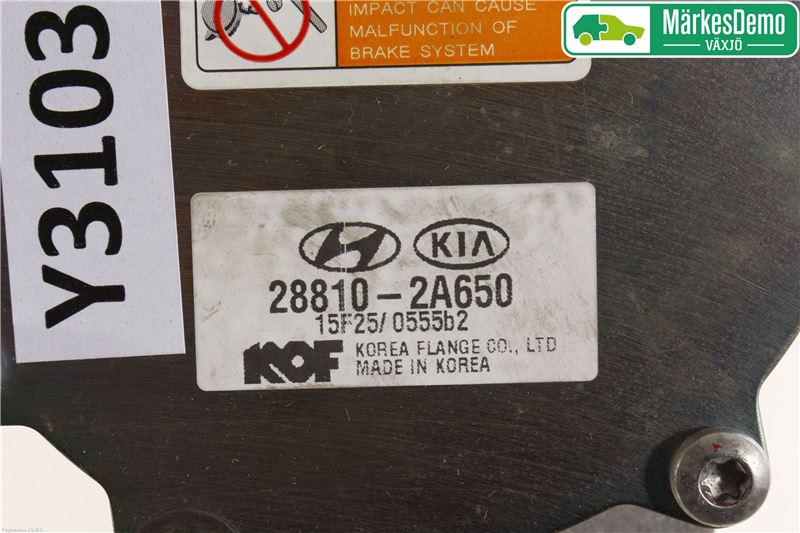 IMPACT CAN CAUSE
MALFUNCTION OF
BRAKE SYSTEM
MärkesDemo
VÄXJÖ
Y3103
KIA
28810-2A650
15F25/0555b2
KOF KOREA FLANGE CO., LTD
MADE IN KOREA